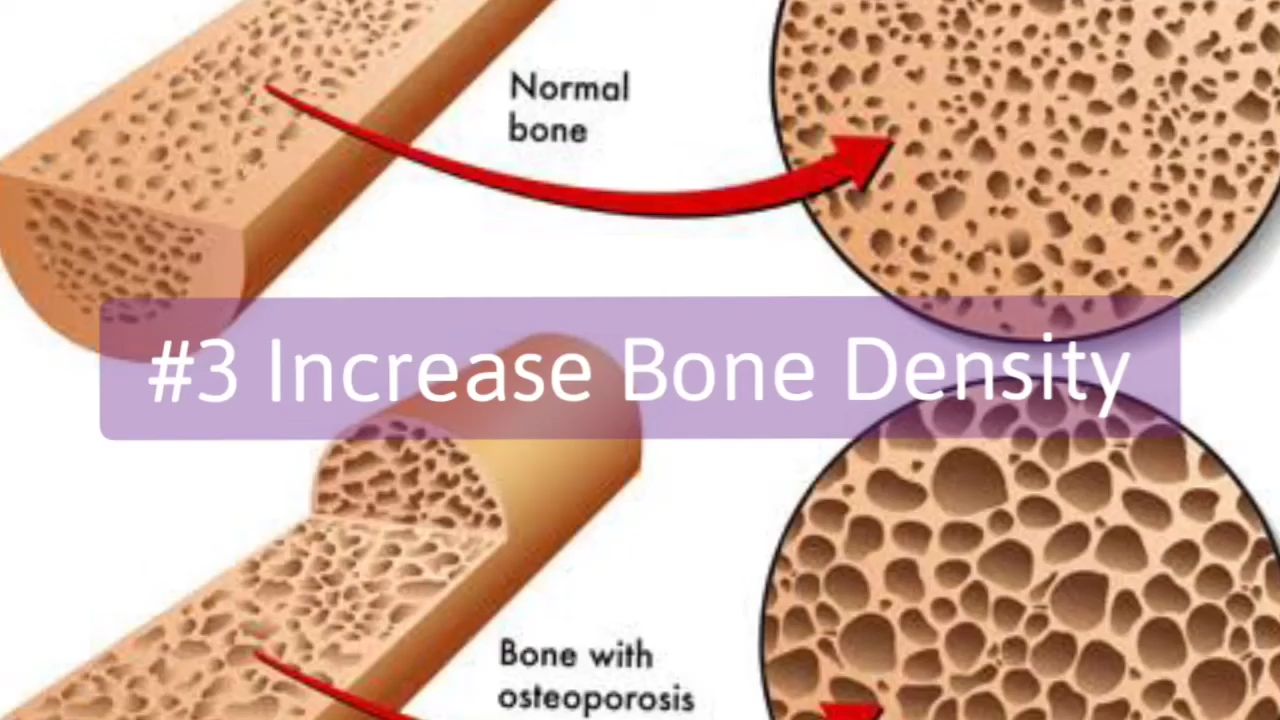 Normal
bone
#3 Increase Bone Density
Bone with
osteoporosis